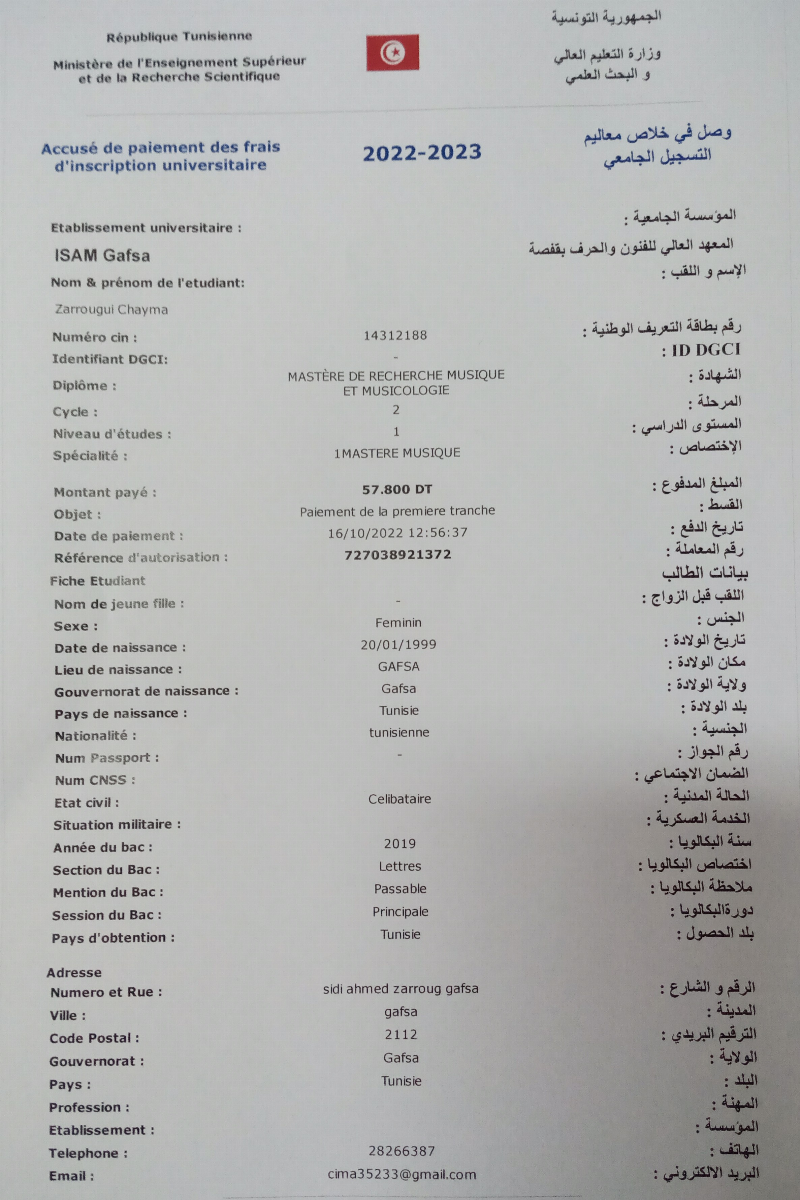 République Tunisienne
Ministère de l'Enseignement Supérieur
et de la Recherche Scientifique
الجمهورية التونسية
وزارة التعليم العالي
و البحث العلمي
Accusé de paiement des frais
d'inscription universitaire
2022-2023
وصل في خلاص معاليم
التسجيل الجامعي
Etablissement universitaire : المؤسسة الجامعية :
ISAM Gafsa المعهد العالي للفنون والحرف بقفصة
Nom & prénom de l'etudiant: الإسم و اللقب :
Zarrougui Chayma
Numéro cin : 14312188 رقم بطاقة التعريف الوطنية :
Identifiant DGCI: - ID DGCI :
Diplôme : MASTÈRE DE RECHERCHE MUSIQUE الشهادة :
ET MUSICOLOGIE
Cycle : 2 المرحلة :
Niveau d'études : 1 المستوى الدراسي :
Spécialité : 1MASTERE MUSIQUE الإختصاص :
Montant payé : 57.800 DT المبلغ المدفوع :
Objet : Paiement de la premiere tranche القسط :
Date de paiement : 16/10/2022 12:56:37 تاريخ الدفع :
Référence d'autorisation : 727038921372 رقم المعاملة :
Fiche Etudiant بيانات الطالب
Nom de jeune fille : - اللقب قبل الزواج :
Sexe : Feminin الجنس :
Date de naissance : 20/01/1999 تاريخ الولادة :
Lieu de naissance : GAFSA مكان الولادة :
Gouvernorat de naissance : Gafsa ولاية الولادة :
Pays de naissance : Tunisie بلد الولادة :
Nationalité : tunisienne الجنسية :
Num Passport : - رقم الجواز :
Num CNSS : الضمان الاجتماعي :
Etat civil : Celibataire الحالة المدنية :
Situation militaire : الخدمة العسكرية :
Année du bac : 2019 سنة البكالويا :
Section du Bac : Lettres اختصاص البكالويا :
Mention du Bac : Passable ملاحظة البكالويا :
Session du Bac : Principale دورةالبكالويا :
Pays d'obtention : Tunisie بلد الحصول :
Adresse
Numero et Rue : sidi ahmed zarroug gafsa الرقم و الشارع :
Ville : gafsa المدينة :
Code Postal : 2112 الترقيم البريدي :
Gouvernorat : Gafsa الولاية :
Pays : Tunisie البلد :
Profession : المهنة :
Etablissement : المؤسسة :
Telephone : 28266387 الهاتف :
Email : cima35233@gmail.com البريد الالكتروني :